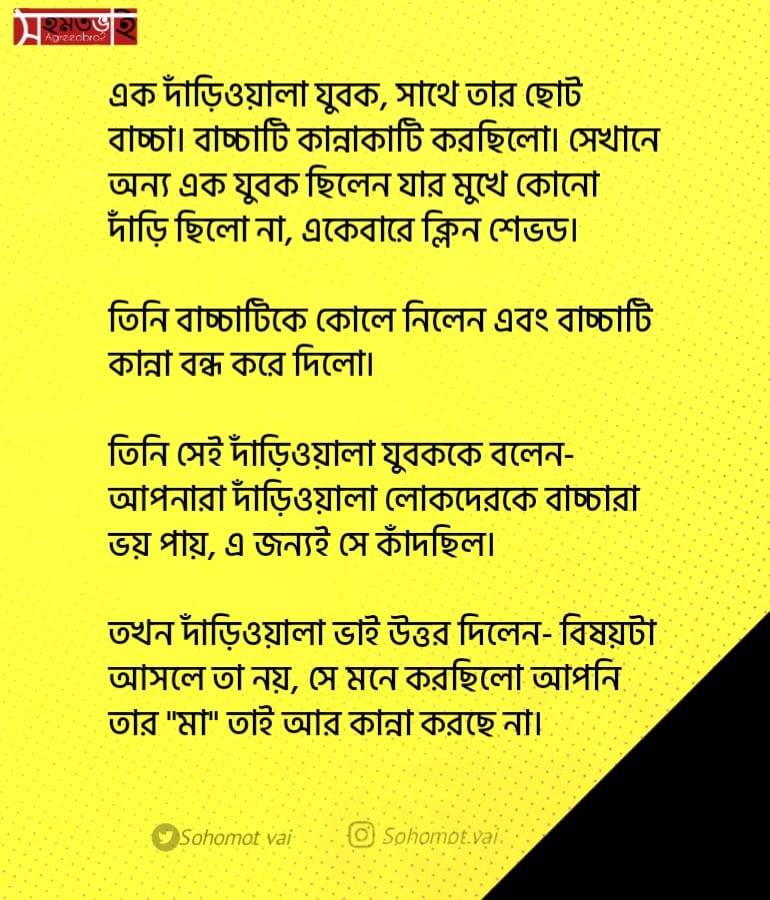 সহমতভাই
Agreeabro?
এক দাঁড়িওয়ালা যুবক, সাথে তার ছোট
বাচ্চা। বাচ্চাটি কান্নাকাটি করছিলো। সেখানে
অন্য এক যুবক ছিলেন যার মুখে কোনো
দাঁড়ি ছিলো না, একেবারে ক্লিন শেভড।
তিনি বাচ্চাটিকে কোলে নিলেন এবং বাচ্চাটি
কান্না বন্ধ করে দিলো।
তিনি সেই দাঁড়িওয়ালা যুবককে বলেন-
আপনারা দাঁড়িওয়ালা লোকদেরকে বাচ্চারা
ভয় পায়, এ জন্যই সে কাঁদছিল।
তখন দাঁড়িওয়ালা ভাই উত্তর দিলেন- বিষয়টা
আসলে তা নয়, সে মনে করছিলো আপনি
তার "মা" তাই আর কান্না করছে না।
Sohomot vai Sohomot.vai